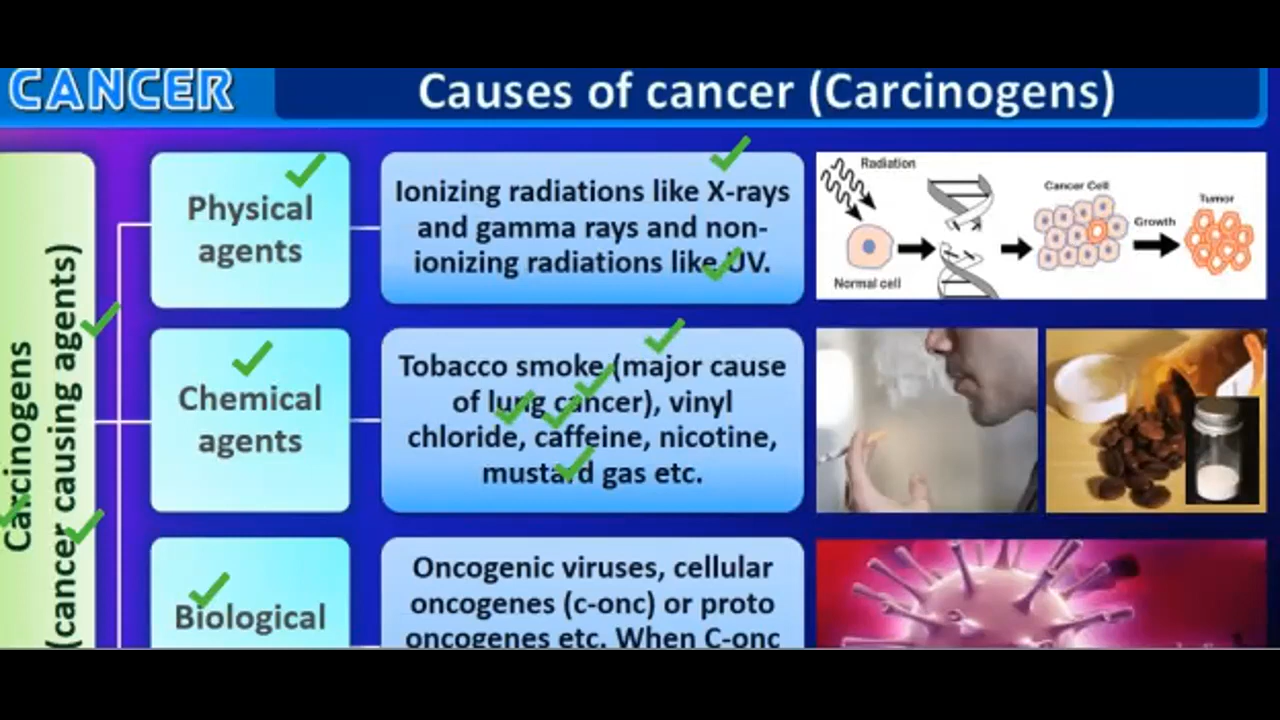 CANCER
Causes of cancer (Carcinogens)
Carcinogens
(cancer causing agents)
Physical
agents
Ionizing radiations like X-rays
and gamma rays and non-
ionizing radiations like UV.
Radiation
Normal cell
Cancer Cell
Growth
Tumor
Chemical
agents
Tobacco smoke (major cause
of lung cancer), vinyl
chloride, caffeine, nicotine,
mustard gas etc.
Biological
Oncogenic viruses, cellular
oncogenes (c-onc) or proto
oncogenes etc. When C-onc